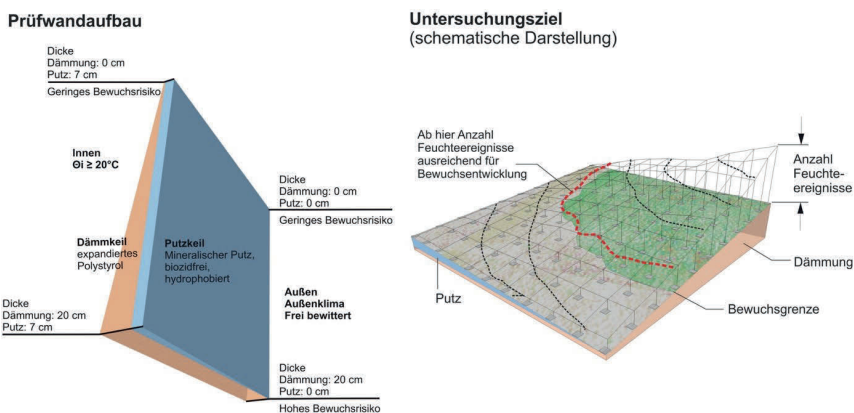 Prüfwandaufbau
Dicke
Dämmung: 0 cm
Putz: 7 cm
Geringes Bewuchsrisiko
Innen
Θi ≥ 20°C
Dicke
Dämmung: 0 cm
Putz: 0 cm
Geringes Bewuchsrisiko
Dämmkeil
expandiertes
Polystyrol
Putzkeil
Mineralischer Putz,
biozidfrei,
hydrophobiert
Außen
Außenklima
Frei bewittert
Dicke
Dämmung: 20 cm
Putz: 7 cm
Dicke
Dämmung: 20 cm
Putz: 0 cm
Hohes Bewuchsrisiko
Untersuchungsziel
(schematische Darstellung)
Ab hier Anzahl
Feuchteereignisse
ausreichend für
Bewuchsentwicklung
Anzahl
Feuchte-
ereignisse
Dämmung
Putz
Bewuchsgrenze